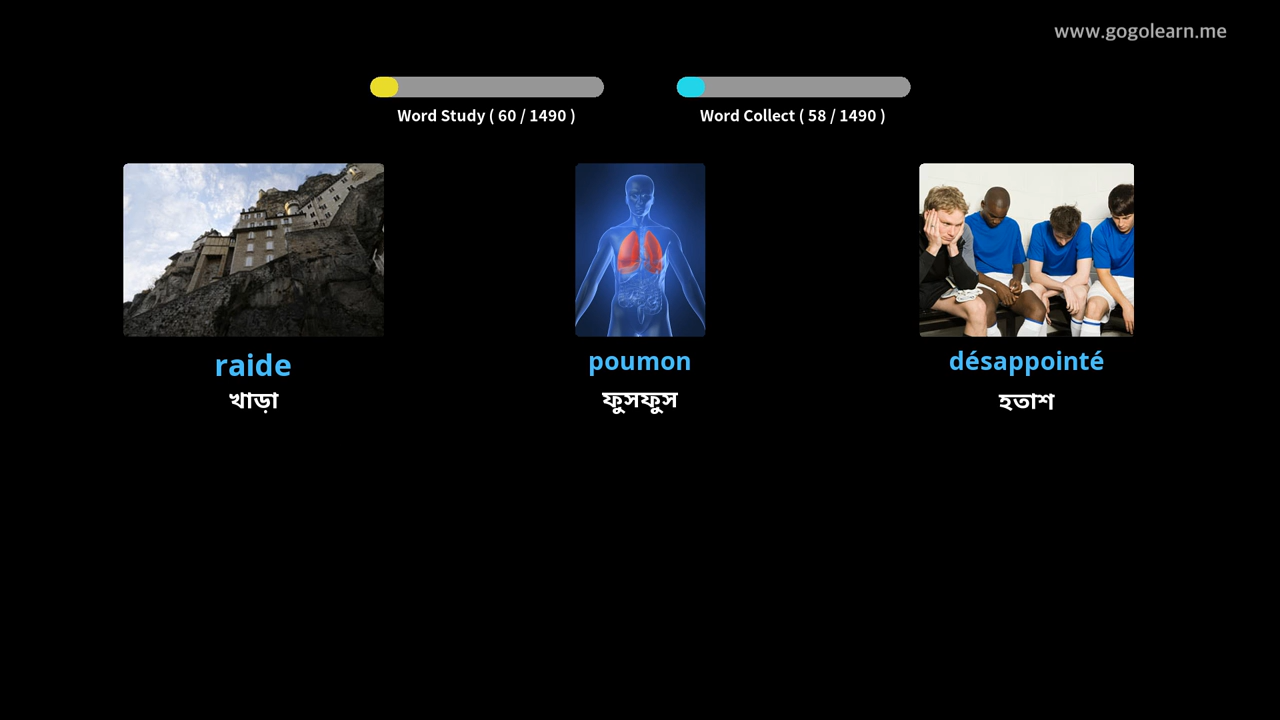 www.gogolearn.me
Word Study ( 60 / 1490 )
Word Collect ( 58 / 1490 )
raide
poumon
désappointé
খাড়া
ফুসফুস
হতাশ